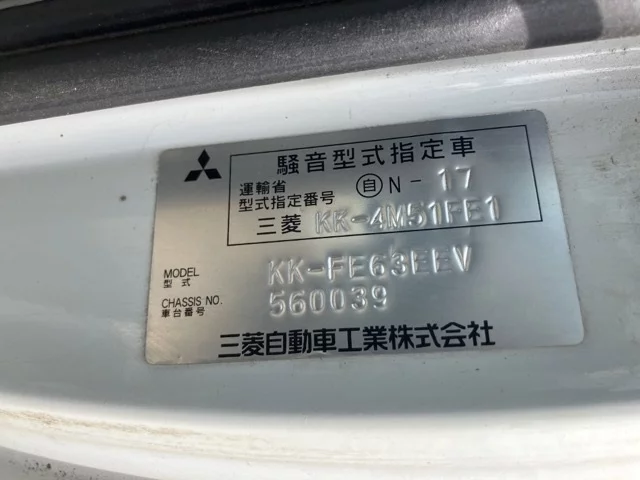 騒音型式指定車
運輸省
型式指定番号 自 N- 17
三菱 KK-4M51FE1
MODEL
型式 KK-FE63EEV
CHASSIS NO.
車台番号 560039
三菱自動車工業株式会社